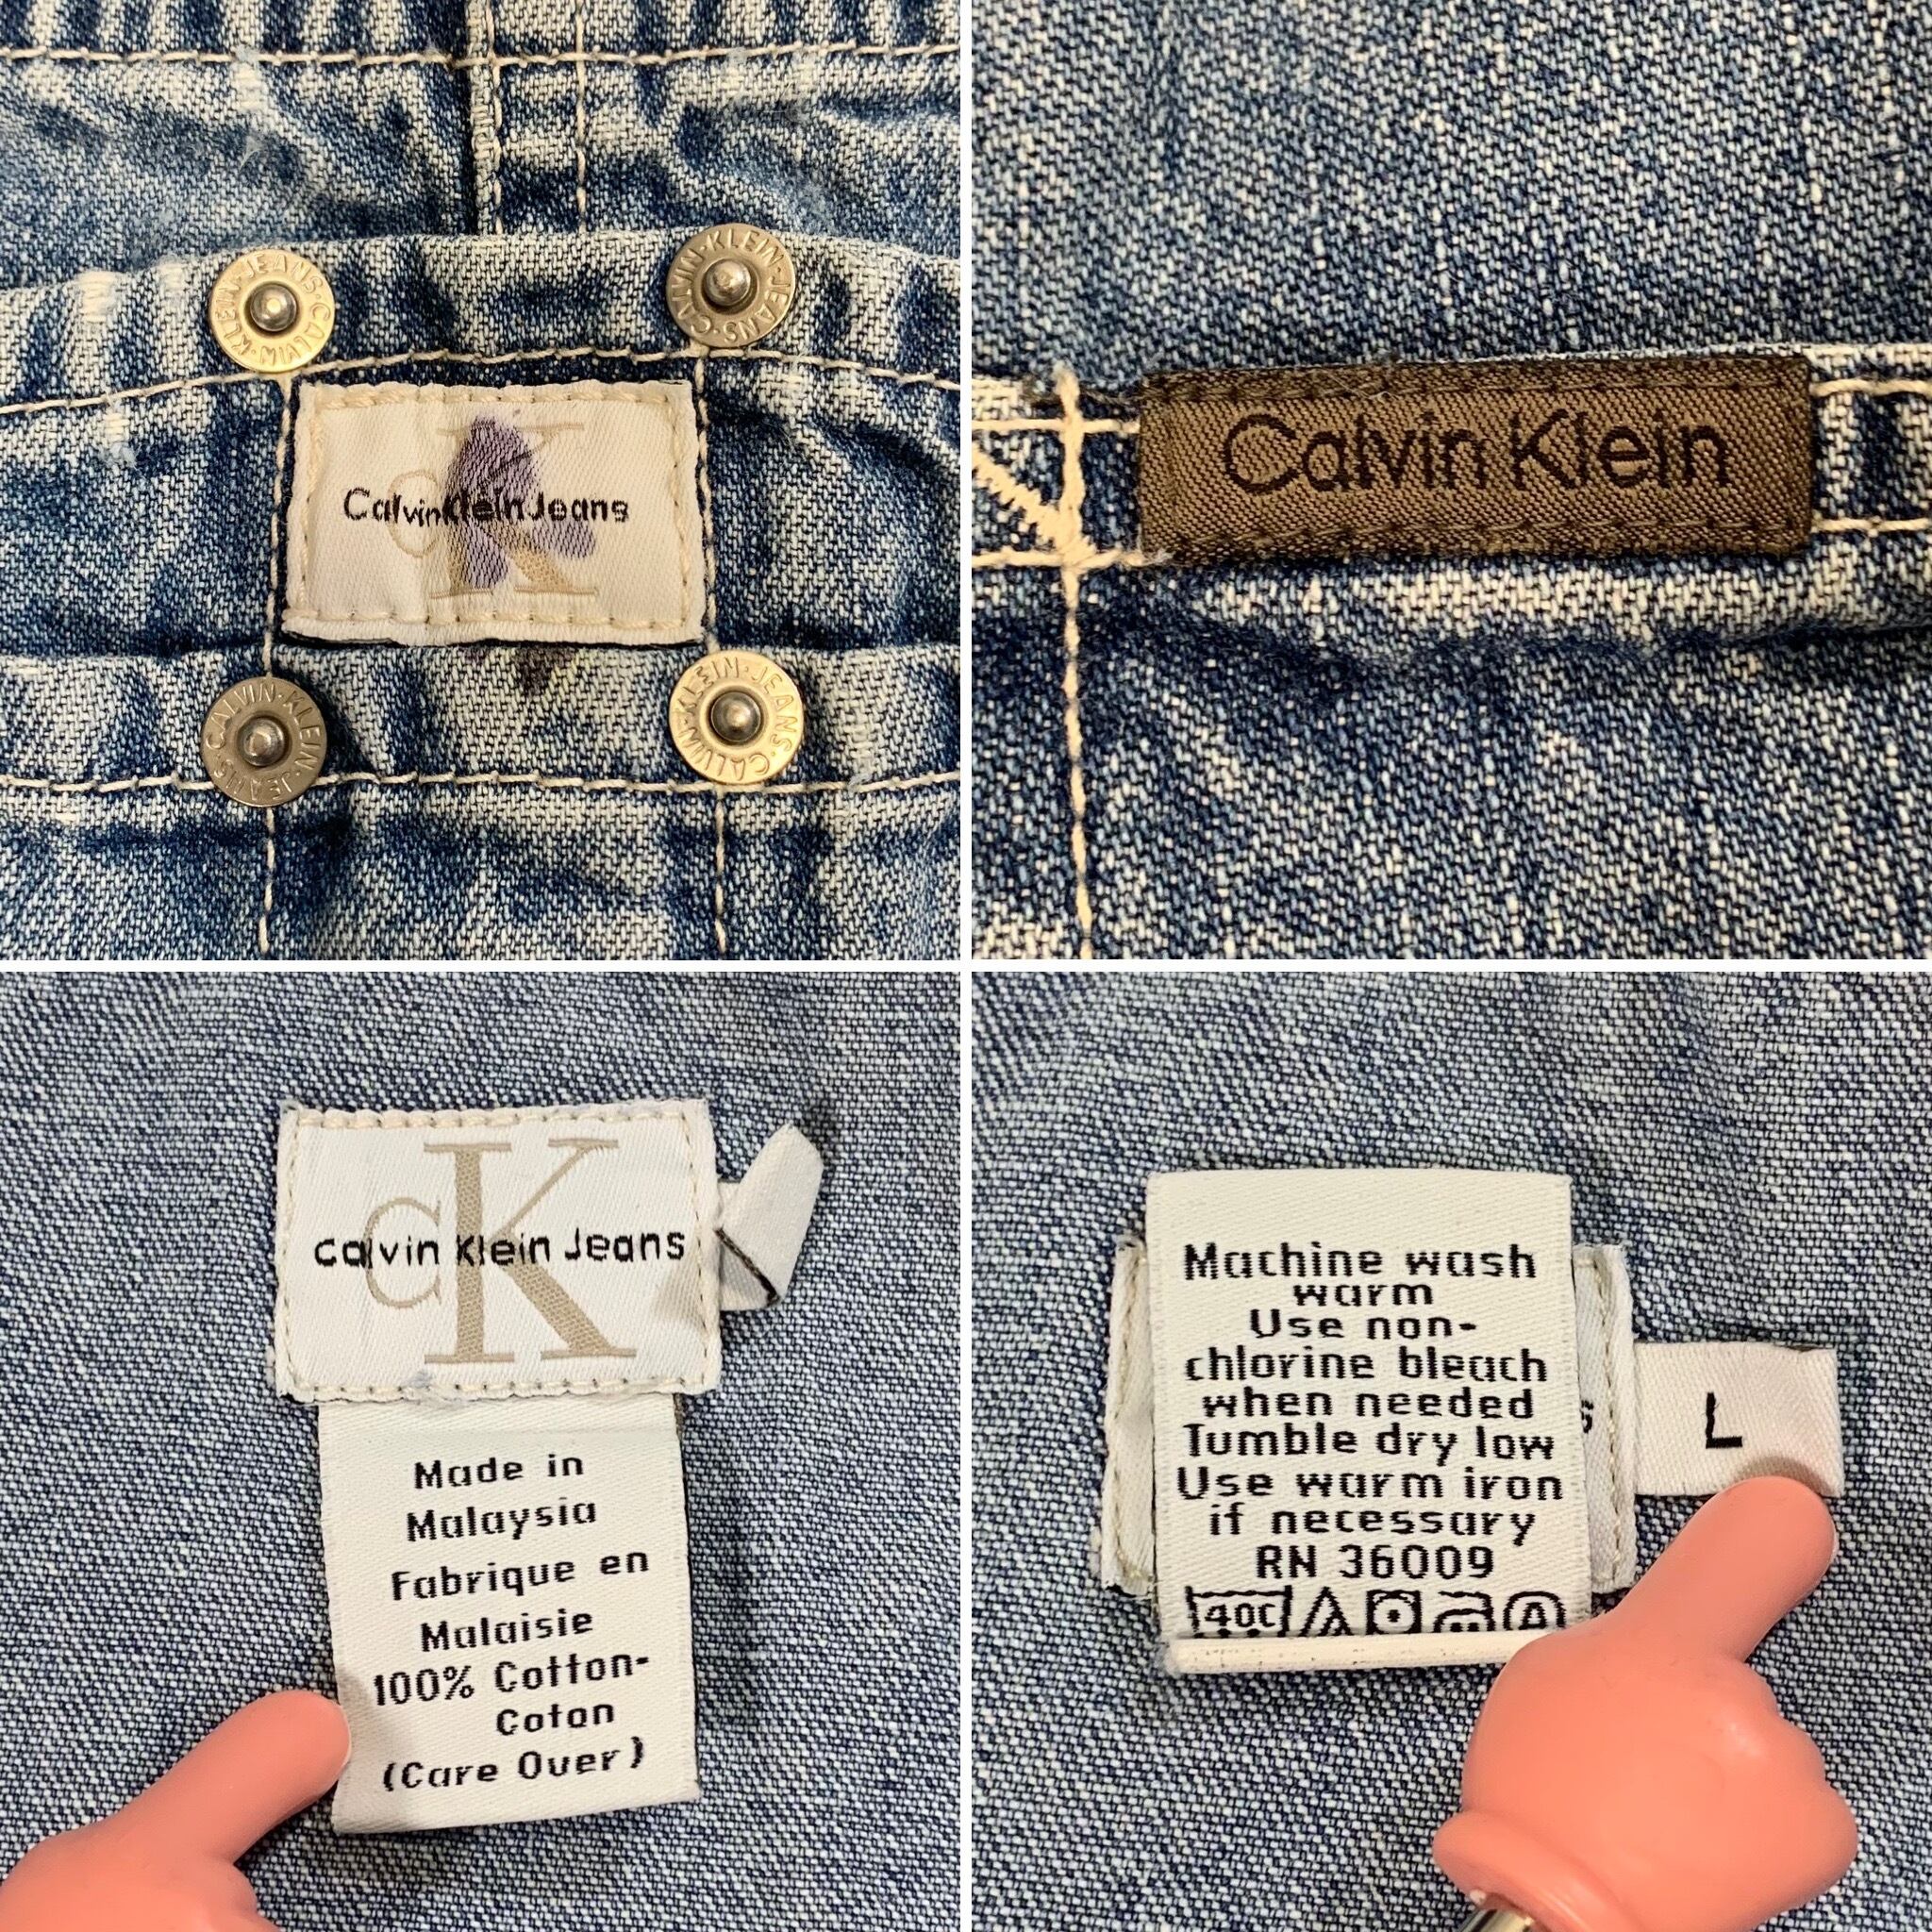 CALVIN·KLEIN·JEANS·
CALVIN·KLEIN·JEANS·
CK
Calvin Klein Jeans
CALVIN·KLEIN·JEANS·
CALVIN·KLEIN·JEANS·
Calvin Klein
cK
Calvin Klein Jeans
Made in
Malaysia
Fabrique en
Malaisie
100% Cotton-
Coton
(Care Over)
Machine wash
warm
Use non-
chlorine bleach
when needed
Tumble dry low
Use warm iron
if necessary
RN 36009
40C A
s
L